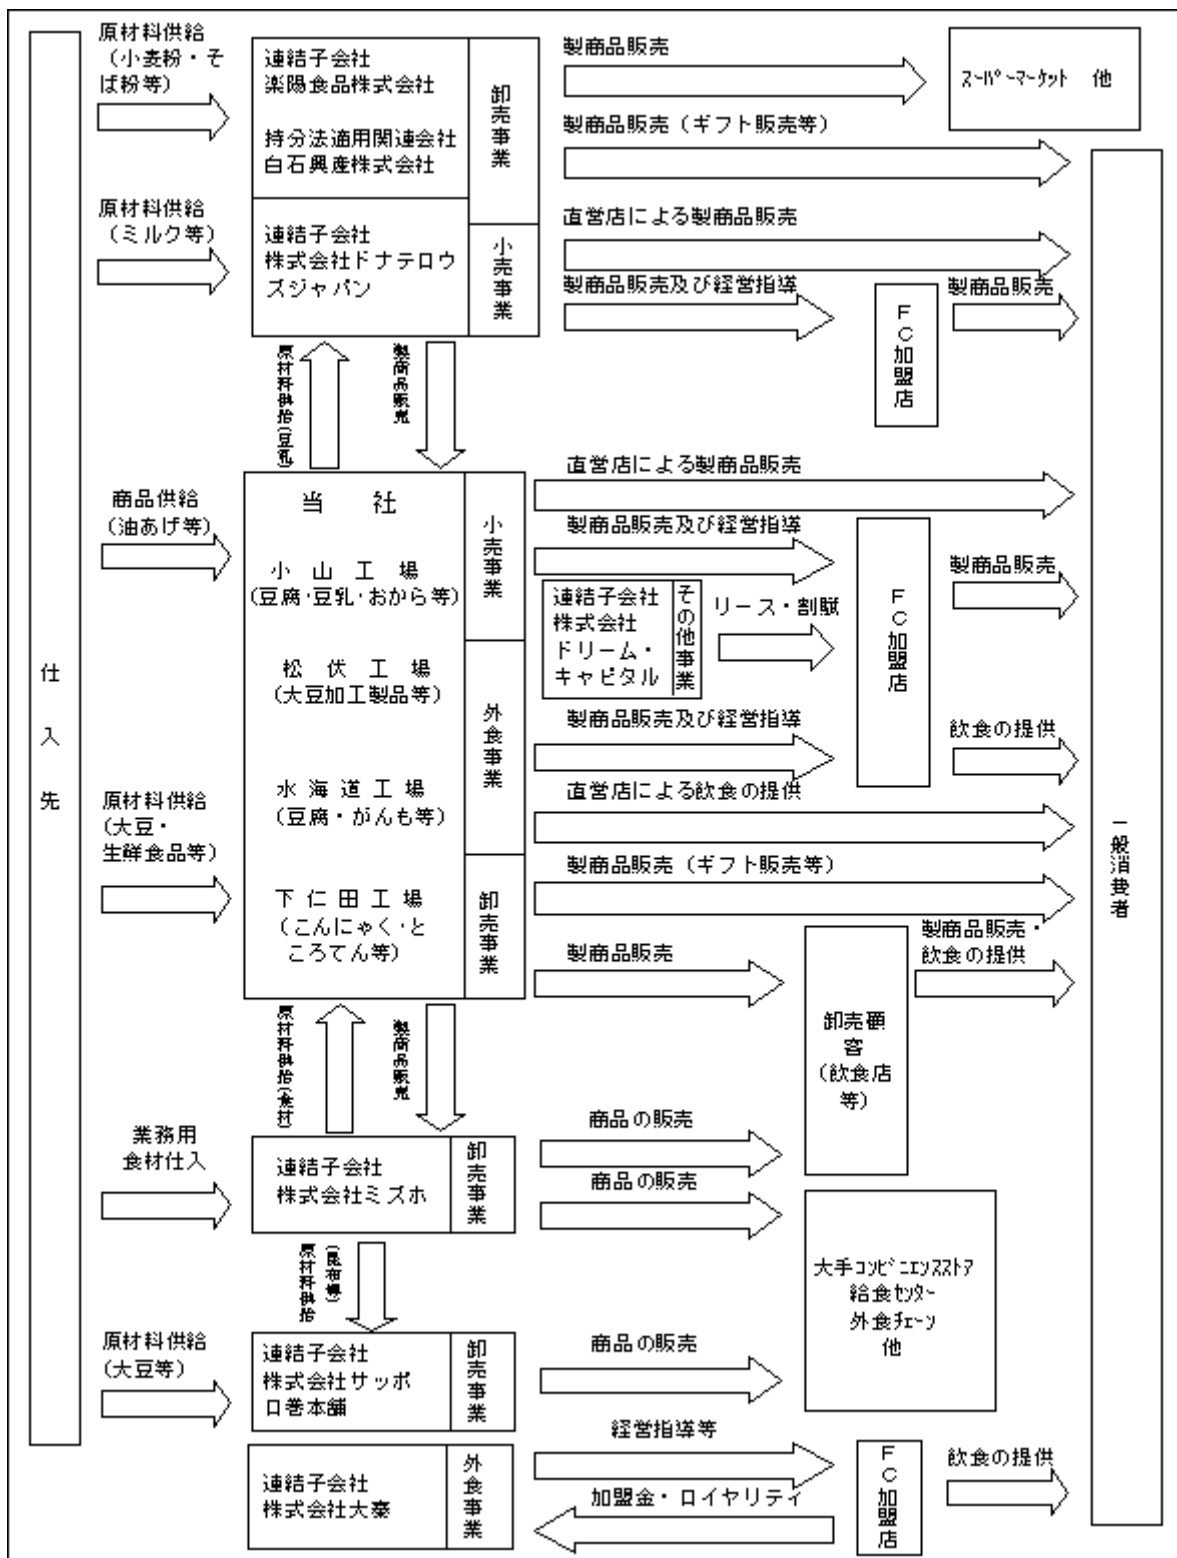 原材料供給
（小麦粉・そ
ば粉等）
連結子会社
楽陽食品株式会社
持分法適用関連会社
白石興産株式会社
卸売事業
製商品販売
スーパーマーケット 他
製商品販売（ギフト販売等）
原材料供給
（ミルク等）
連結子会社
株式会社ドナテロウ
ズジャパン
小売事業
直営店による製商品販売
製商品販売及び経営指導
FC加盟店
製商品販売
原材料供給(豆乳)
製商品販売
商品供給
（油あげ等）
当 社
小山工場
（豆腐・豆乳・おから等）
松伏工場
（大豆加工製品等）
水海道工場
（豆腐・がんも等）
下仁田工場
（こんにゃく・と
ころてん等）
小売事業
外食事業
卸売事業
直営店による製商品販売
製商品販売及び経営指導
連結子会社
株式会社
ドリーム・
キャピタル
その他事業
リース・割賦
FC加盟店
製商品販売
製商品販売及び経営指導
飲食の提供
直営店による飲食の提供
製商品販売（ギフト販売等）
製商品販売
卸売顧
客
（飲食店
等）
製商品販売・
飲食の提供
仕入先
一般消費者
原材料供給
（大豆・
生鮮食品等）
原材料供給(食材)
製商品販売
業務用
食材仕入
連結子会社
株式会社ミズホ
卸売事業
商品の販売
商品の販売
大手コンビニエンスストア
給食センター
外食チェーン
他
原材料供給
(昆布等)
原材料供給
（大豆等）
連結子会社
株式会社サッポ
ロ巻本舗
卸売事業
商品の販売
連結子会社
株式会社大秦
外食事業
経営指導等
加盟金・ロイヤリティ
FC加盟店
飲食の提供